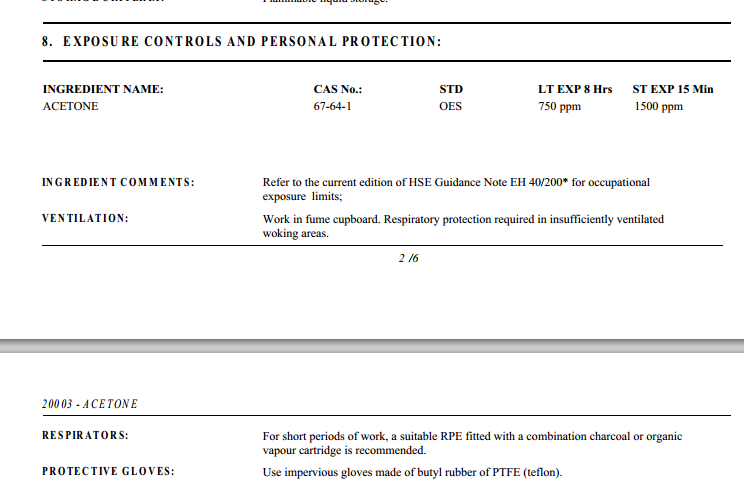 STORAGE CRITERIA: Flammable liquid storage.
8. EXPOSURE CONTROLS AND PERSONAL PROTECTION:
INGREDIENT NAME: CAS No.: STD LT EXP 8 Hrs ST EXP 15 Min
ACETONE 67-64-1 OES 750 ppm 1500 ppm
INGREDIENT COMMENTS: Refer to the current edition of HSE Guidance Note EH 40/200* for occupational
exposure limits;
VENTILATION: Work in fume cupboard. Respiratory protection required in insufficiently ventilated
woking areas.
2 /6
20003 - ACETONE
RESPIRATORS: For short periods of work, a suitable RPE fitted with a combination charcoal or organic
vapour cartridge is recommended.
PROTECTIVE GLOVES: Use impervious gloves made of butyl rubber of PTFE (teflon).